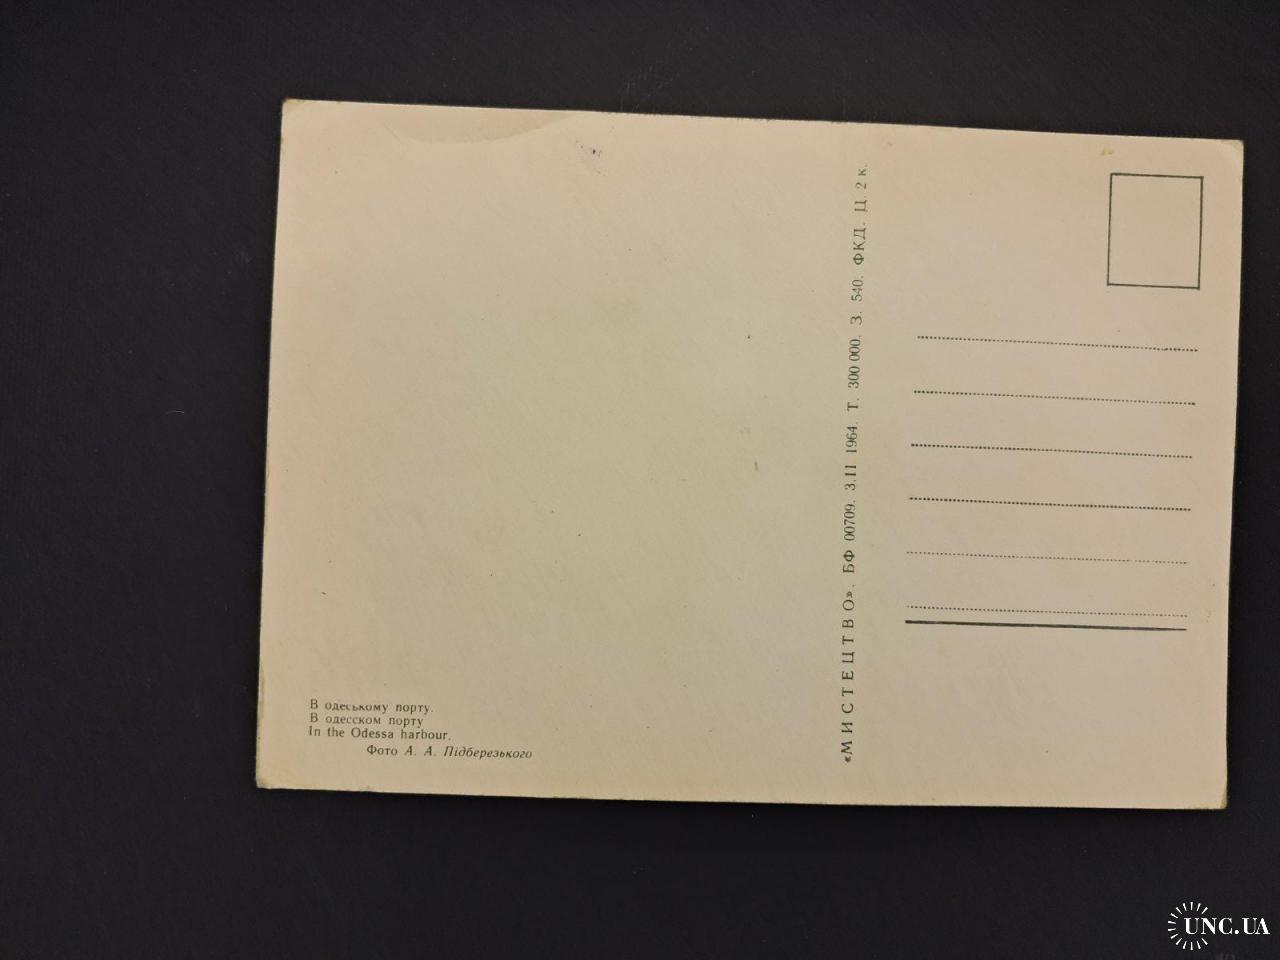 В одеському порту.
В одесском порту
In the Odessa harbour.
Фото А. А. Підберезького
«МИСТЕЦТВО». БФ 00709. 3.II 1964. Т. 300 000. З. 540. ФКД. Ц. 2 к.
UNC.UA